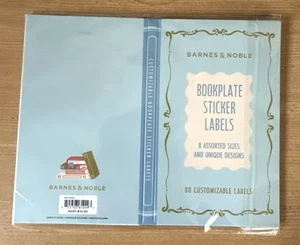 BARNES & NOBLE
BOOKPLATE
STICKER
LABELS
8 ASSORTED SIZES
AND UNIQUE DESIGNS
80 CUSTOMIZABLE LABELS
CUSTOMIZABLE BOOKPLATE STICKER LABELS
BARNES & NOBLE